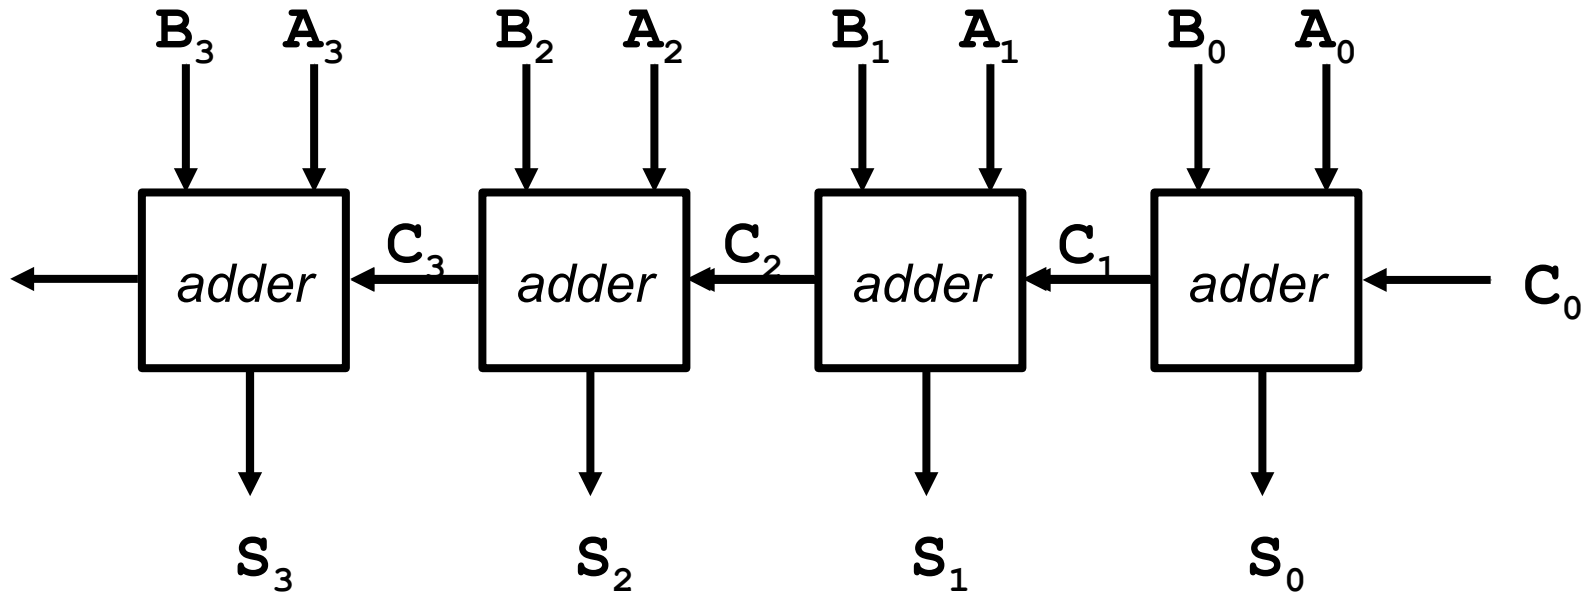 B₃ A₃ B₂ A₂ B₁ A₁ B₀ A₀
C₃ C₂ C₁
adder adder adder adder C₀
S₃ S₂ S₁ S₀